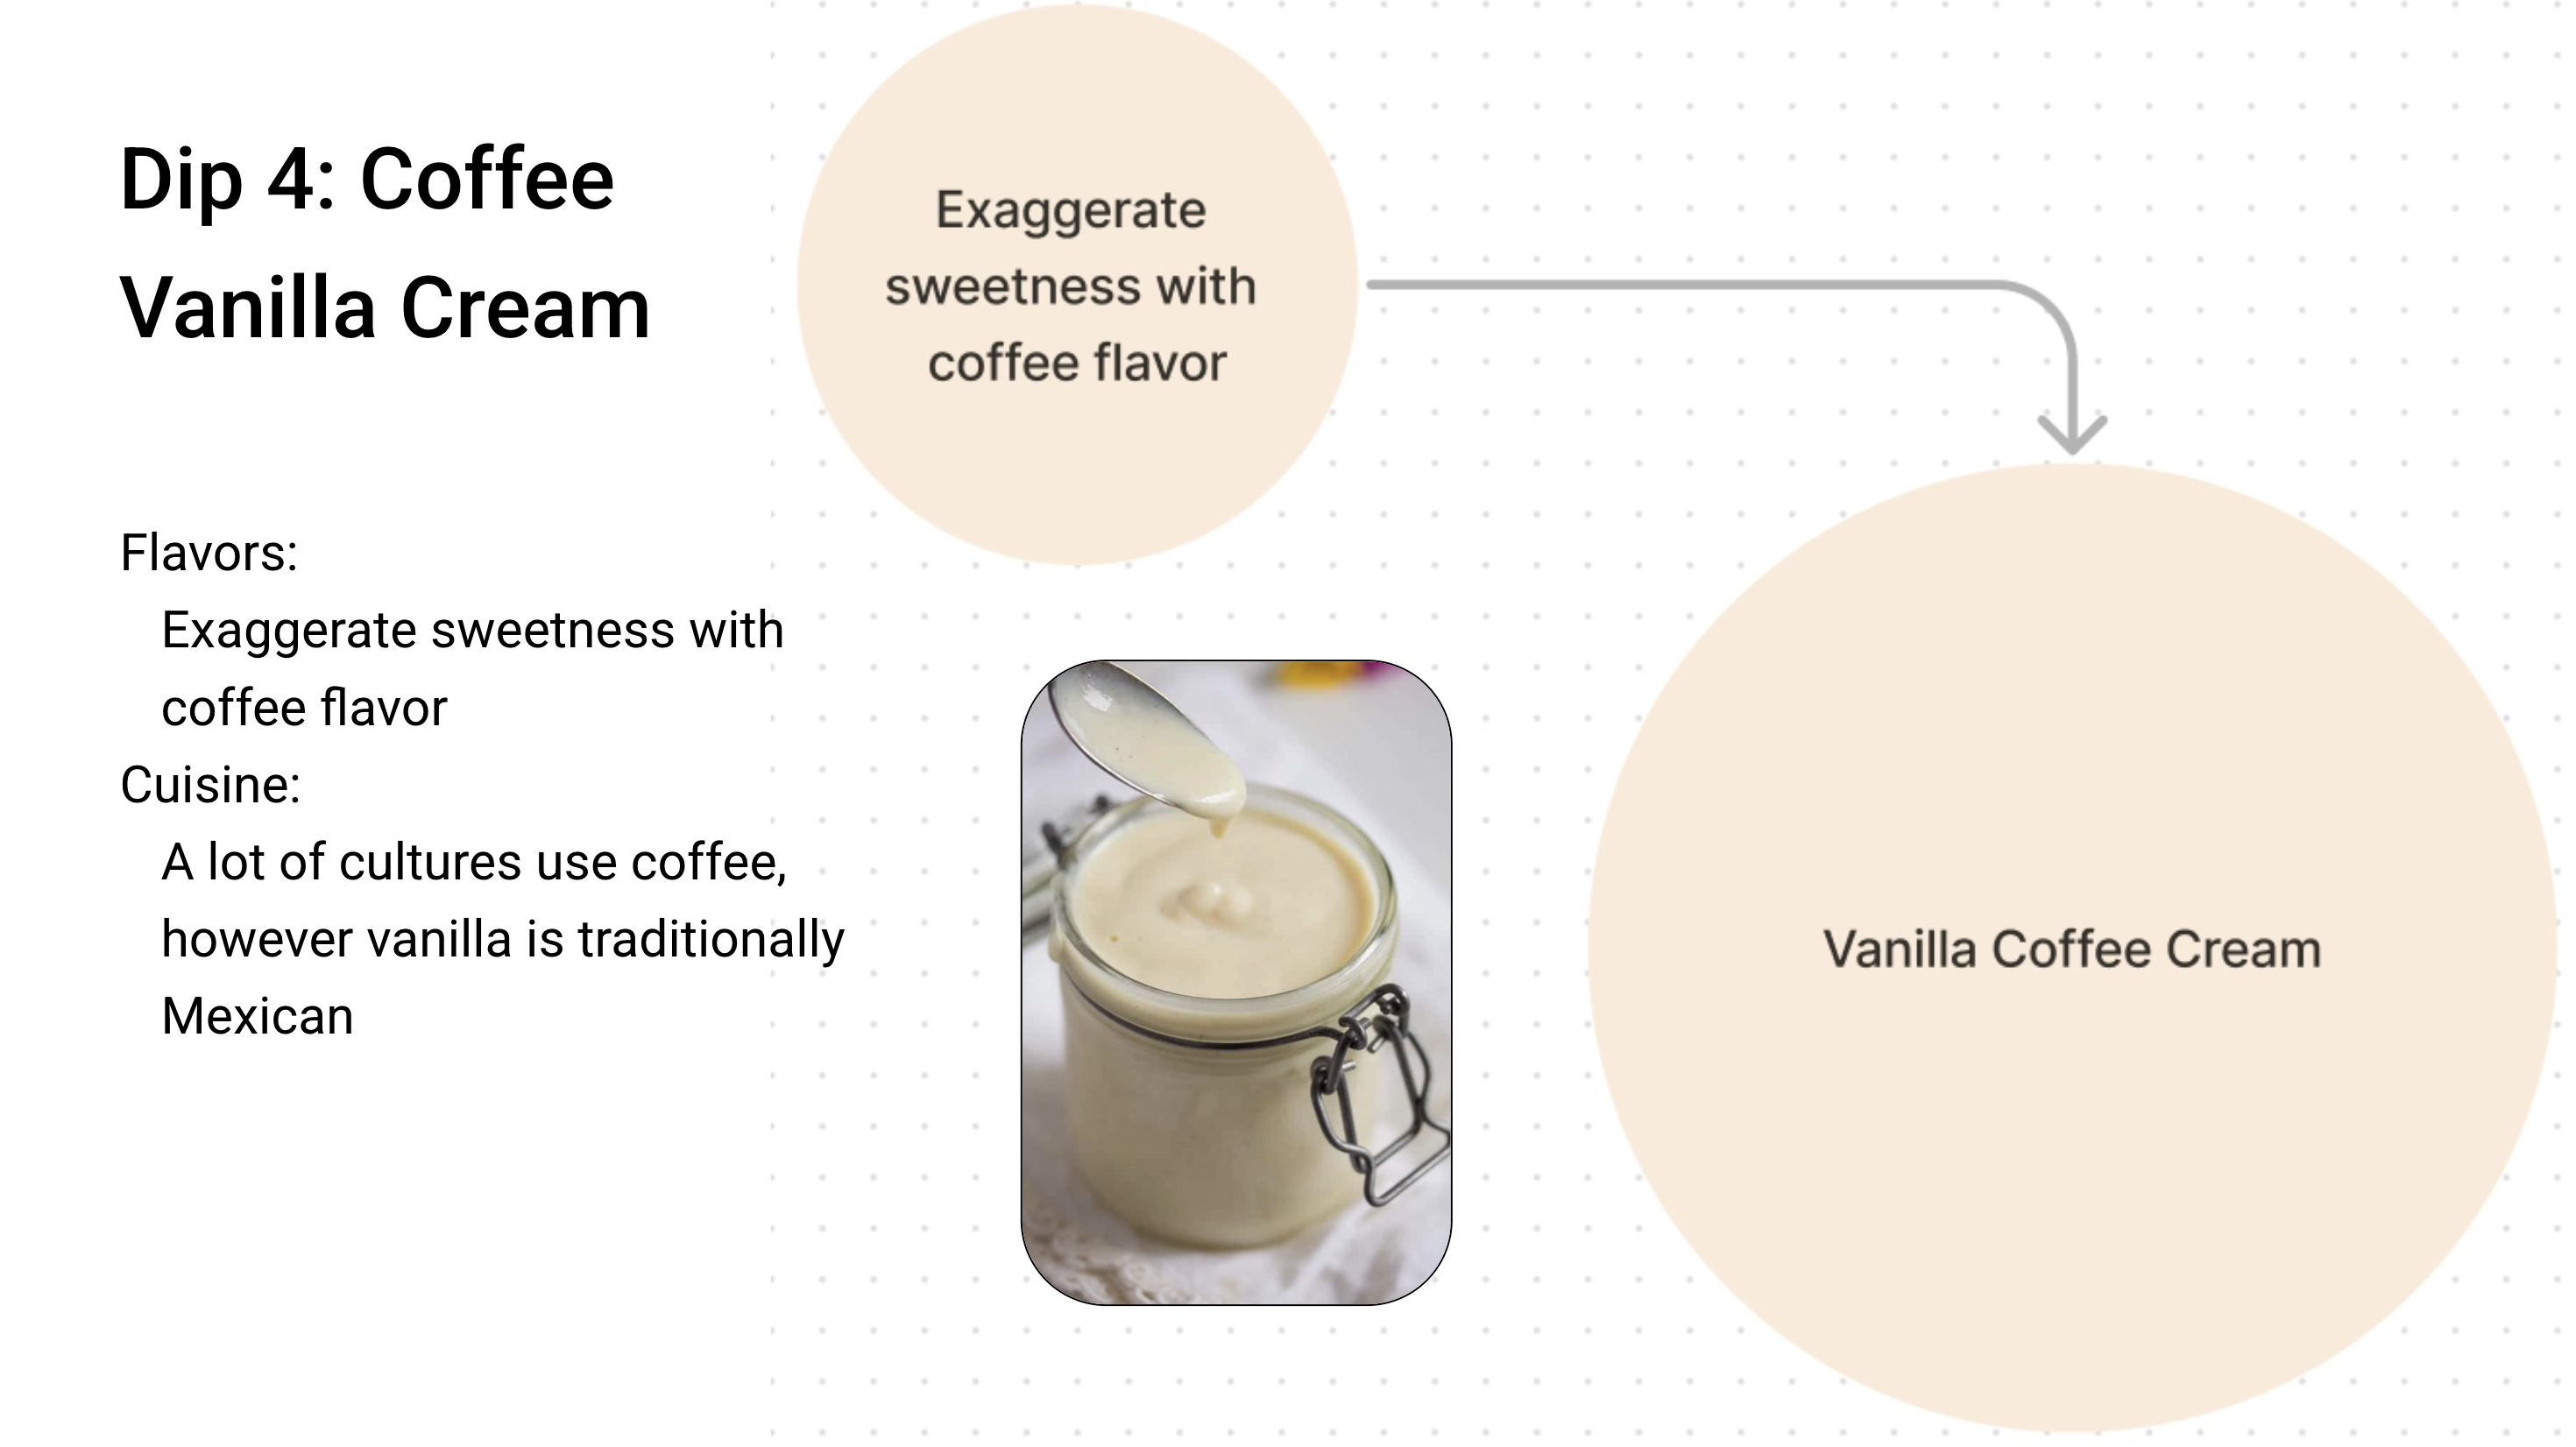 Dip 4: Coffee
Vanilla Cream
Flavors:
Exaggerate sweetness with
coffee flavor
Cuisine:
A lot of cultures use coffee,
however vanilla is traditionally
Mexican
Exaggerate
sweetness with
coffee flavor
Vanilla Coffee Cream